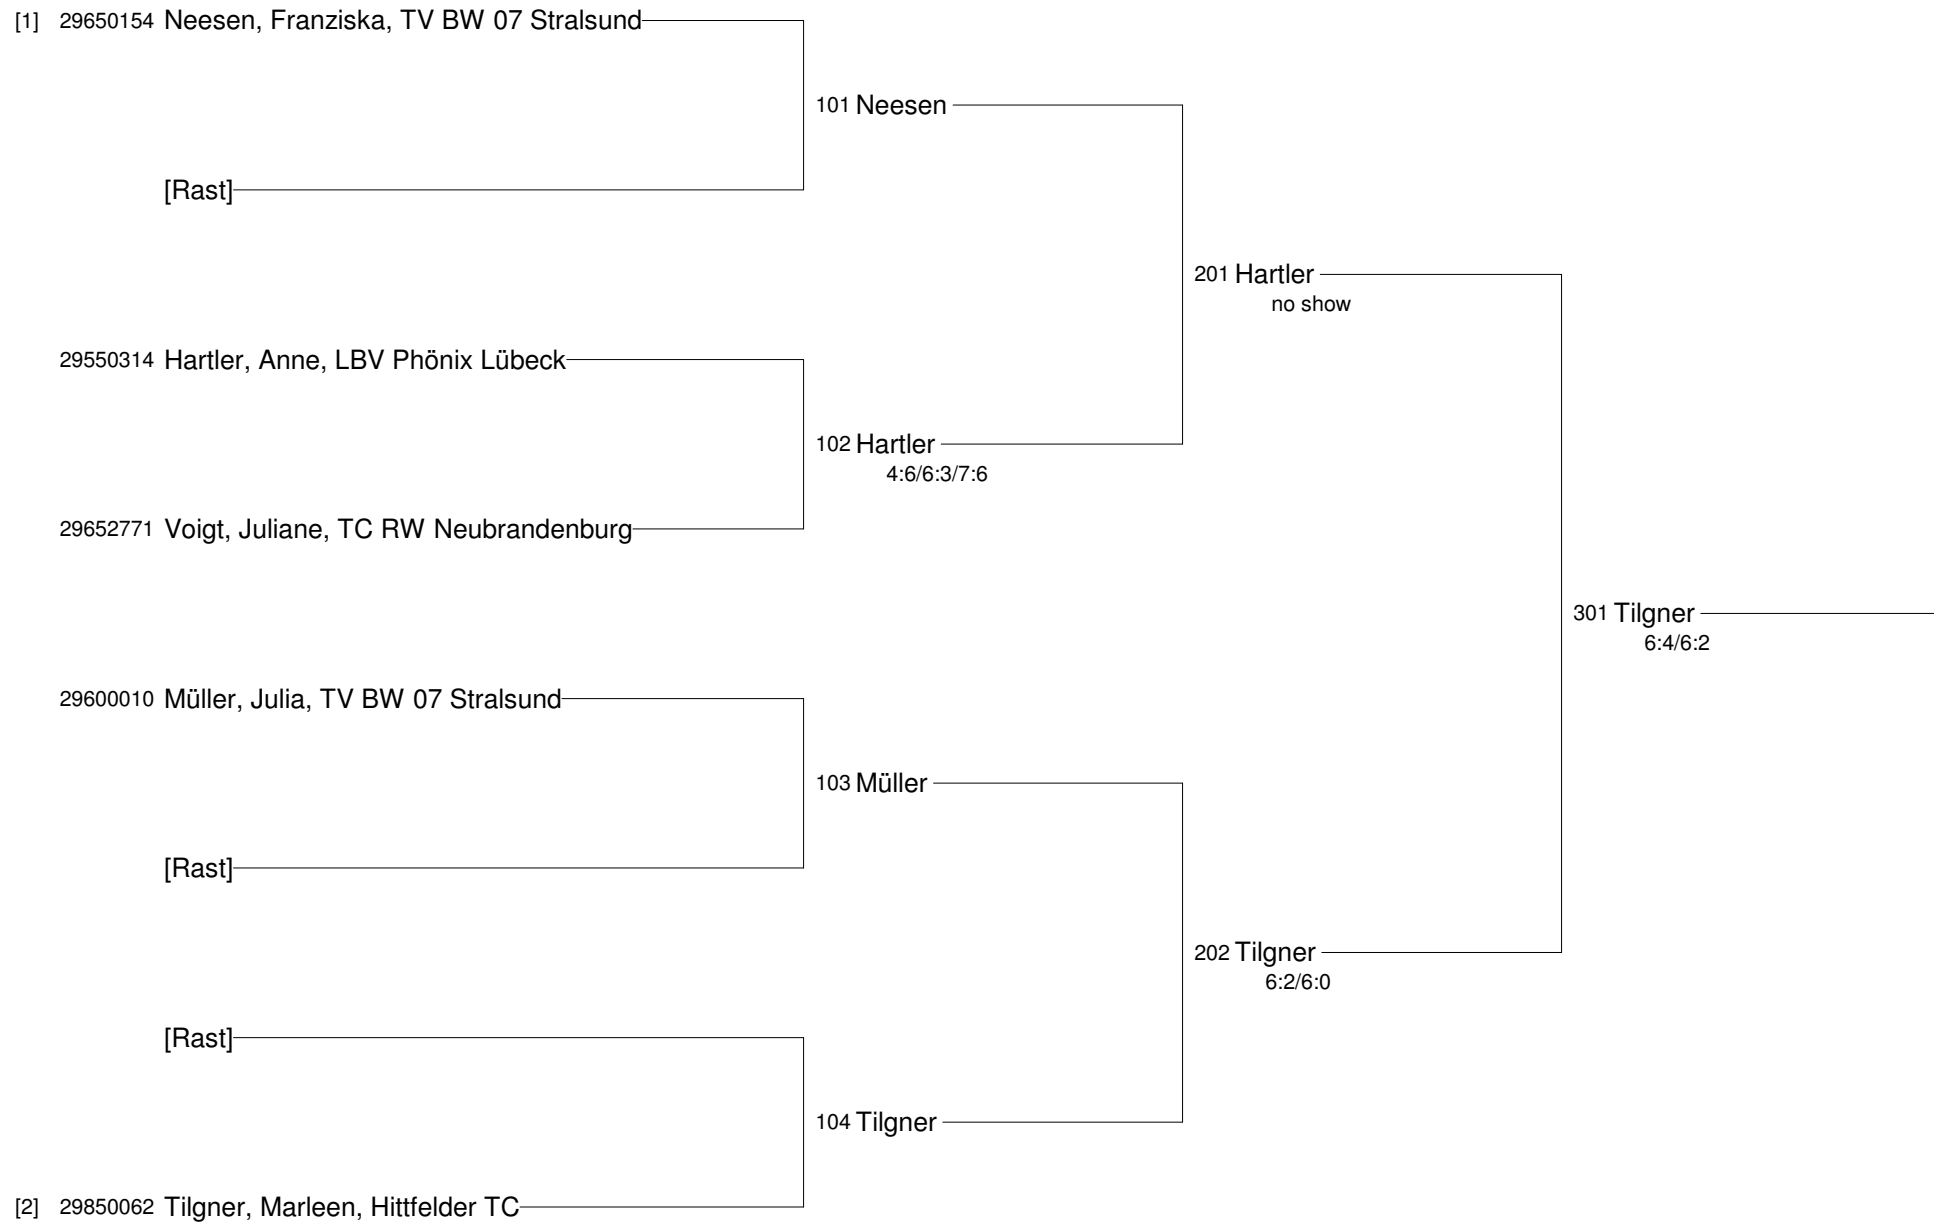 [1] 29650154 Neesen, Franziska, TV BW 07 Stralsund
101 Neesen
[Rast]
201 Hartler
no show
29550314 Hartler, Anne, LBV Phönix Lübeck
102 Hartler
4:6/6:3/7:6
29652771 Voigt, Juliane, TC RW Neubrandenburg
301 Tilgner
6:4/6:2
29600010 Müller, Julia, TV BW 07 Stralsund
103 Müller
[Rast]
202 Tilgner
6:2/6:0
[Rast]
104 Tilgner
[2] 29850062 Tilgner, Marleen, Hittfelder TC